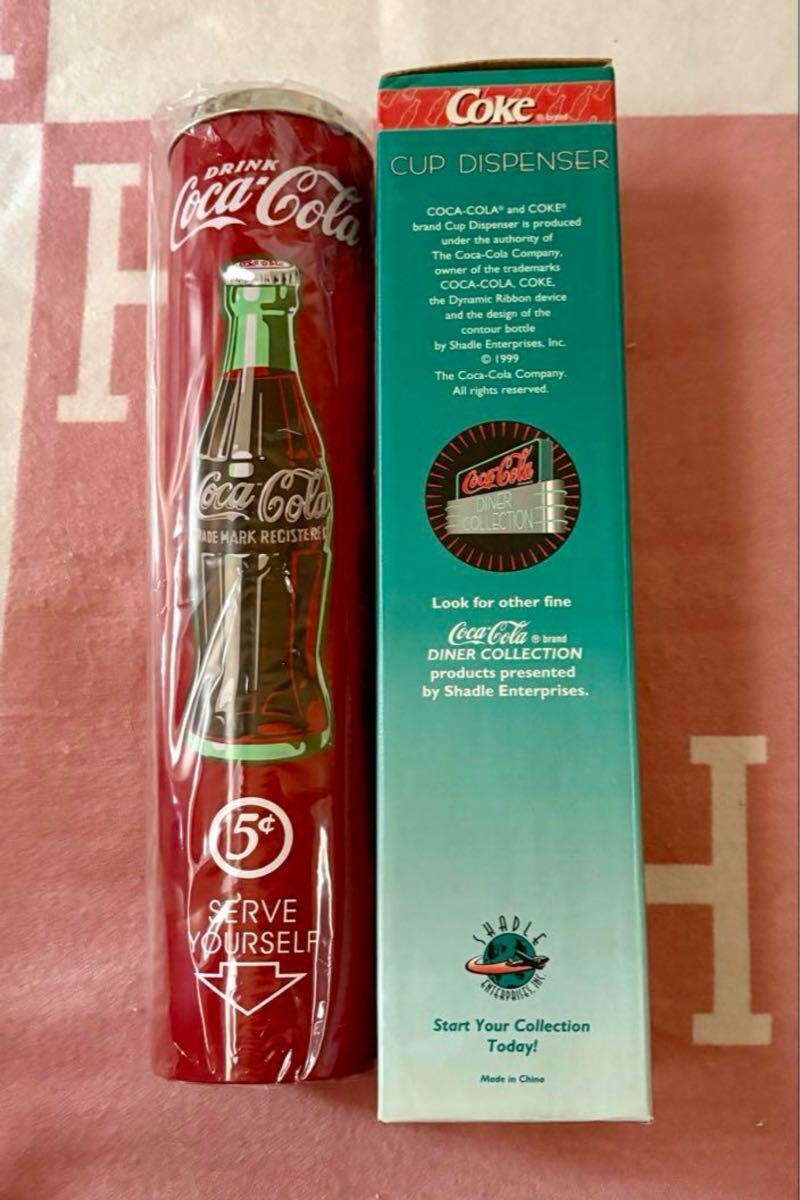 DRINK
Coca-Cola
Coca-Cola
TRADE MARK REGISTERED
5¢
SERVE
YOURSELF
Coke ® brand
CUP DISPENSER
COCA-COLA® and COKE®
brand Cup Dispenser is produced
under the authority of
The Coca-Cola Company,
owner of the trademarks
COCA-COLA, COKE,
the Dynamic Ribbon device
and the design of the
contour bottle
by Shadle Enterprises, Inc.
© 1999
The Coca-Cola Company.
All rights reserved.
Coca-Cola
DINER
COLLECTION
Look for other fine
Coca-Cola ® brand
DINER COLLECTION
products presented
by Shadle Enterprises.
SHADLE
ENTERPRISES, INC.
Start Your Collection
Today!
Made in China
H
H